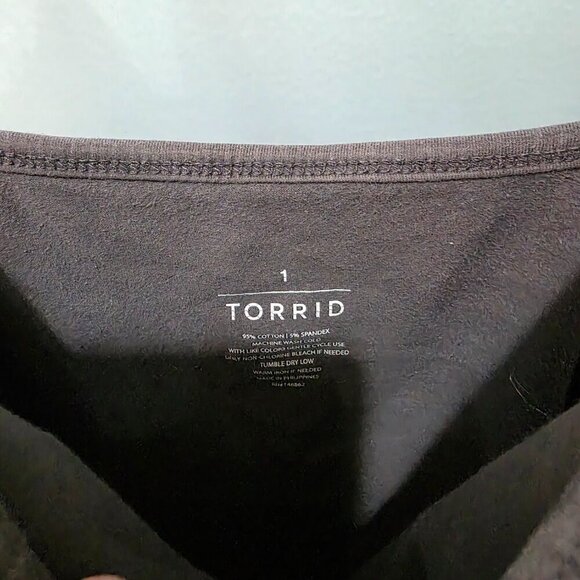 1
TORRID
95% COTTON | 5% SPANDEX
MACHINE WASH COLD
WITH LIKE COLORS GENTLE CYCLE USE
ONLY NON-CHLORINE BLEACH IF NEEDED
TUMBLE DRY LOW
WARM IRON IF NEEDED
MADE IN PHILIPPINES